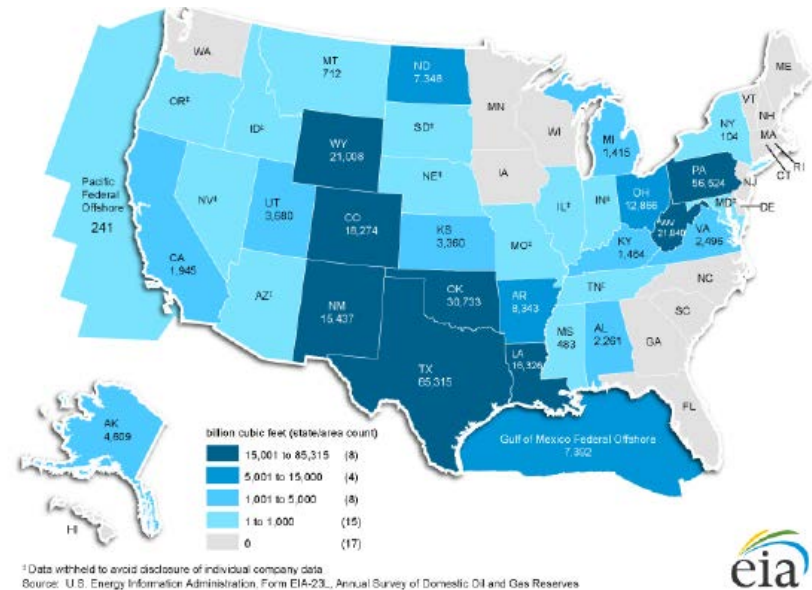 WA
MT
712
ND
7,348
MN
WI
ME
VT
NH
MA
RI
CT
NY
104
OR‡
ID‡
WY
21,008
SD‡
MI
1,415
IA
PA
56,524
NJ
Pacific
Federal
Offshore
241
NV‡
UT
3,680
CO
18,274
NE‡
IL‡
IN‡
OH
12,866
MD‡
DE
WV
21,840
VA
2,496
CA
1,945
KS
3,360
MO‡
KY
1,464
NC
AZ‡
NM
15,437
OK
30,733
AR
8,343
TN‡
SC
TX
85,315
LA
16,326
MS
483
AL
2,261
GA
FL
Gulf of Mexico Federal Offshore
7,392
AK
4,609
HI
billion cubic feet (state/area count)
15,001 to 85,315 (8)
5,001 to 15,000 (4)
1,001 to 5,000 (8)
1 to 1,000 (15)
0 (17)
‡ Data withheld to avoid disclosure of individual company data
Source: U.S. Energy Information Administration, Form EIA-23L, Annual Survey of Domestic Oil and Gas Reserves
eia